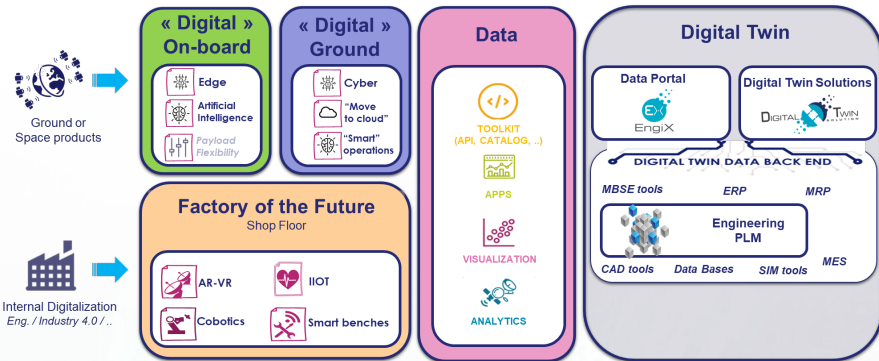 « Digital »
On-board
Edge
Artificial
Intelligence
Payload
Flexibility
« Digital »
Ground
Cyber
“Move
to cloud”
“Smart”
operations
Ground or
Space products
Factory of the Future
Shop Floor
AR-VR
IIOT
Cobotics
Smart benches
Internal Digitalization
Eng. / Industry 4.0 / ..
Data
TOOLKIT
(API, CATALOG, ..)
APPS
VISUALIZATION
ANALYTICS
Digital Twin
Data Portal
EngiX
Digital Twin Solutions
DIGITAL TWIN
SOLUTION
DIGITAL TWIN DATA BACK END
MBSE tools
ERP
MRP
Engineering
PLM
CAD tools
Data Bases
SIM tools
MES